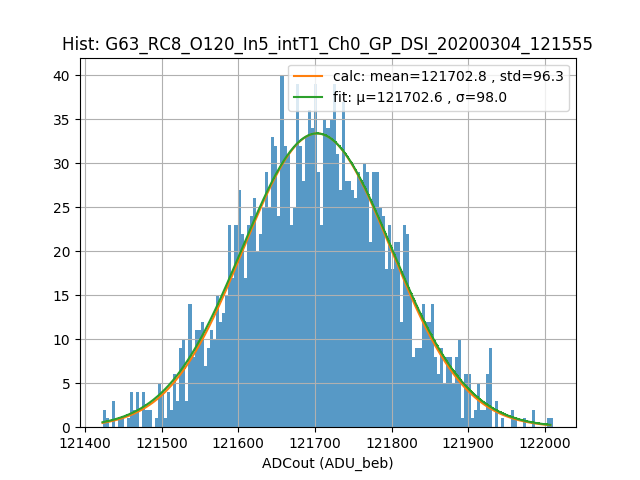 Hist: G63_RC8_O120_In5_intT1_Ch0_GP_DSI_20200304_121555
calc: mean=121702.8 , std=96.3
fit: μ=121702.6 , σ=98.0
40
35
30
25
20
15
10
5
0
121400 121500 121600 121700 121800 121900 122000
ADCout (ADU_beb)